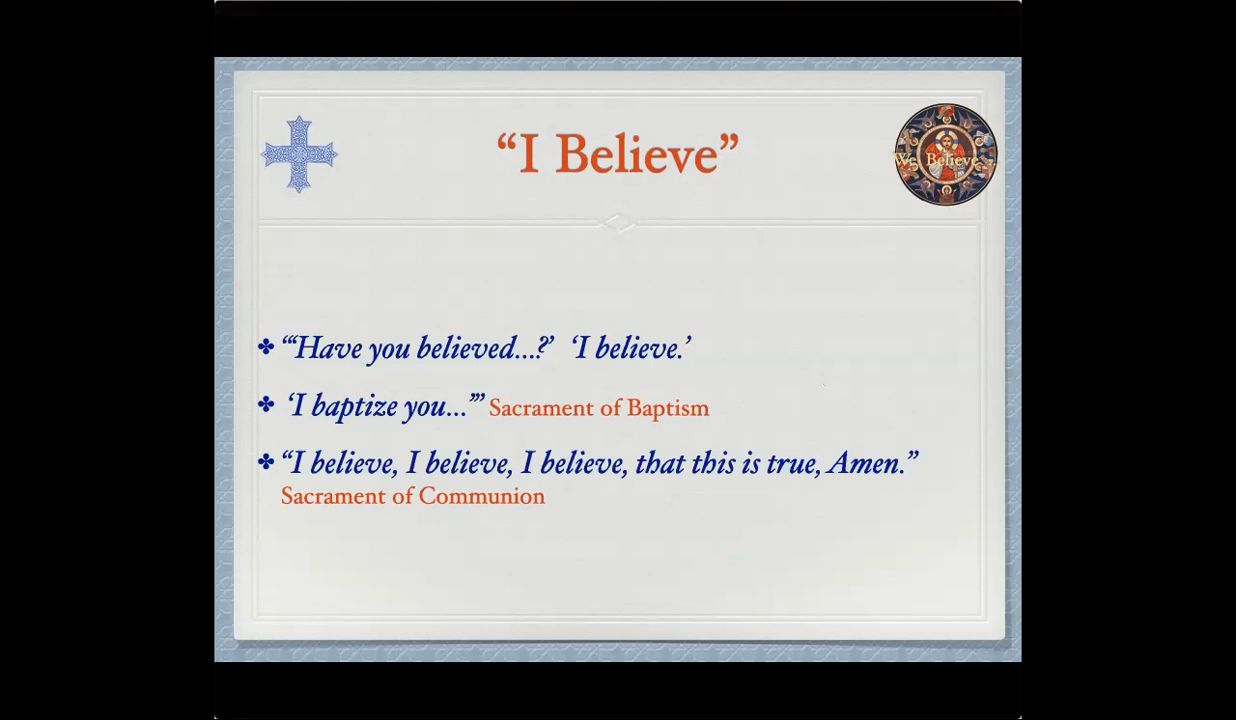 “I Believe”
We Believe...
“‘Have you believed...?’ ‘I believe.’
‘I baptize you...’” Sacrament of Baptism
“I believe, I believe, I believe, that this is true, Amen.”
Sacrament of Communion